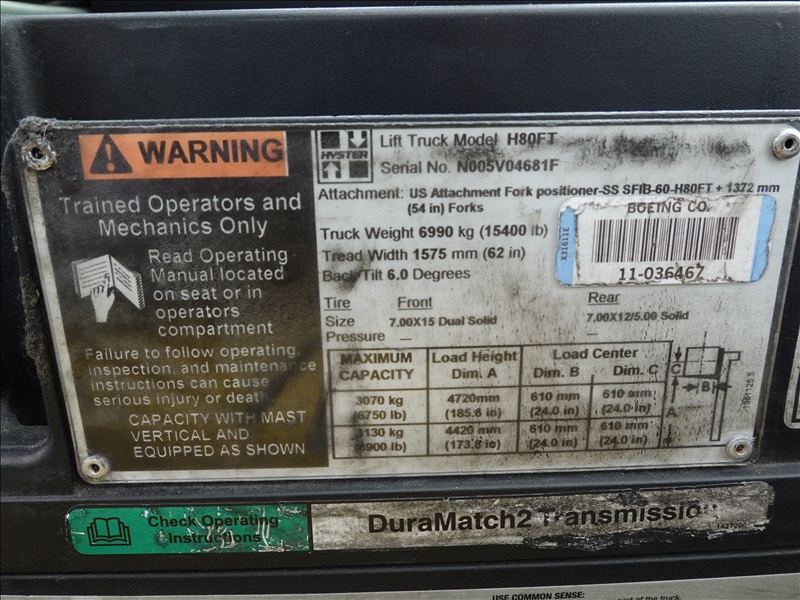 WARNING
Trained Operators and
Mechanics Only
Read Operating
Manual located
on seat or in
operators
compartment
Failure to follow operating,
inspection, and maintenance
instructions can cause
serious injury or death.
CAPACITY WITH MAST
VERTICAL AND
EQUIPPED AS SHOWN
HYSTER
Lift Truck Model H80FT
Serial No. N005V04681F
Attachment: US Attachment Fork positioner-SS SFIB-60-H80FT + 1372 mm
(54 in) Forks
Truck Weight 6990 kg (15400 lb)
Tread Width 1575 mm (62 in)
Back Tilt 6.0 Degrees
BOEING CO.
X31611E
11-036467
Tire Front Rear
Size 7.00X15 Dual Solid 7.00X12/5.00 Solid
Pressure — —
MAXIMUM CAPACITY Load Height Dim. A Load Center Dim. B Dim. C
3070 kg 4720mm 610 mm 610 mm
(6750 lb) (185.6 in) (24.0 in) (24.0 in)
3130 kg 4420 mm 610 mm 610 mm
(6900 lb) (173.8 in) (24.0 in) (24.0 in)
C
B
A
Check Operating
Instructions
DuraMatch2 Transmission
USE COMMON SENSE:
part of the truck.